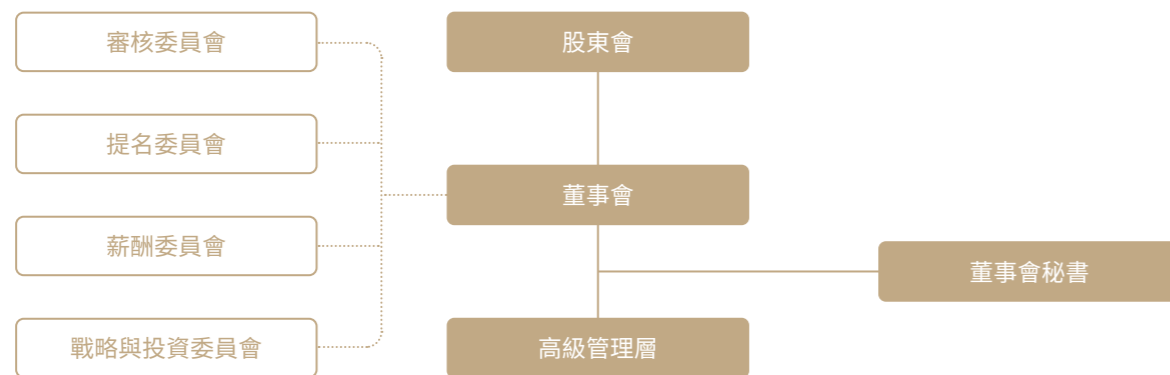 審核委員會
股東會
提名委員會
董事會
薪酬委員會
董事會秘書
戰略與投資委員會
高級管理層